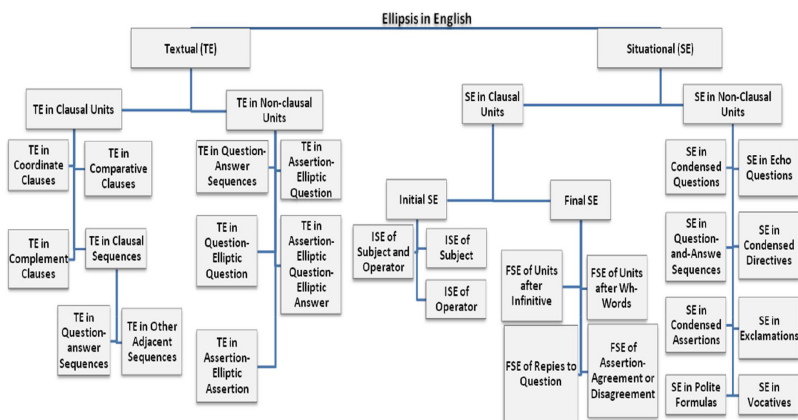 Ellipsis in English
Textual (TE)
Situational (SE)
TE in Clausal Units
TE in Non-clausal
Units
SE in Clausal
Units
SE in Non-Clausal
Units
TE in
Coordinate
Clauses
TE in
Comparative
Clauses
TE in
Complement
Clauses
TE in Clausal
Sequences
TE in
Question-
answer
Sequences
TE in Other
Adjacent
Sequences
TE in Question-
Answer
Sequences
TE in
Assertion-
Elliptic
Question
TE in
Question-
Elliptic
Question
TE in
Assertion-
Elliptic
Question-
Elliptic
Answer
TE in
Assertion-
Elliptic
Assertion
Initial SE
Final SE
ISE of
Subject and
Operator
ISE of
Subject
ISE of
Operator
FSE of Units
after
Infinitive
FSE of Units
after Wh-
Words
FSE of Repies to
Question
FSE of
Assertion-
Agreement or
Disagreement
SE in
Condensed
Questions
SE in Echo
Questions
SE in
Question-
and-Answe
Sequences
SE in
Condensed
Directives
SE in
Condensed
Assertions
SE in
Exclamations
SE in Polite
Formulas
SE in
Vocatives